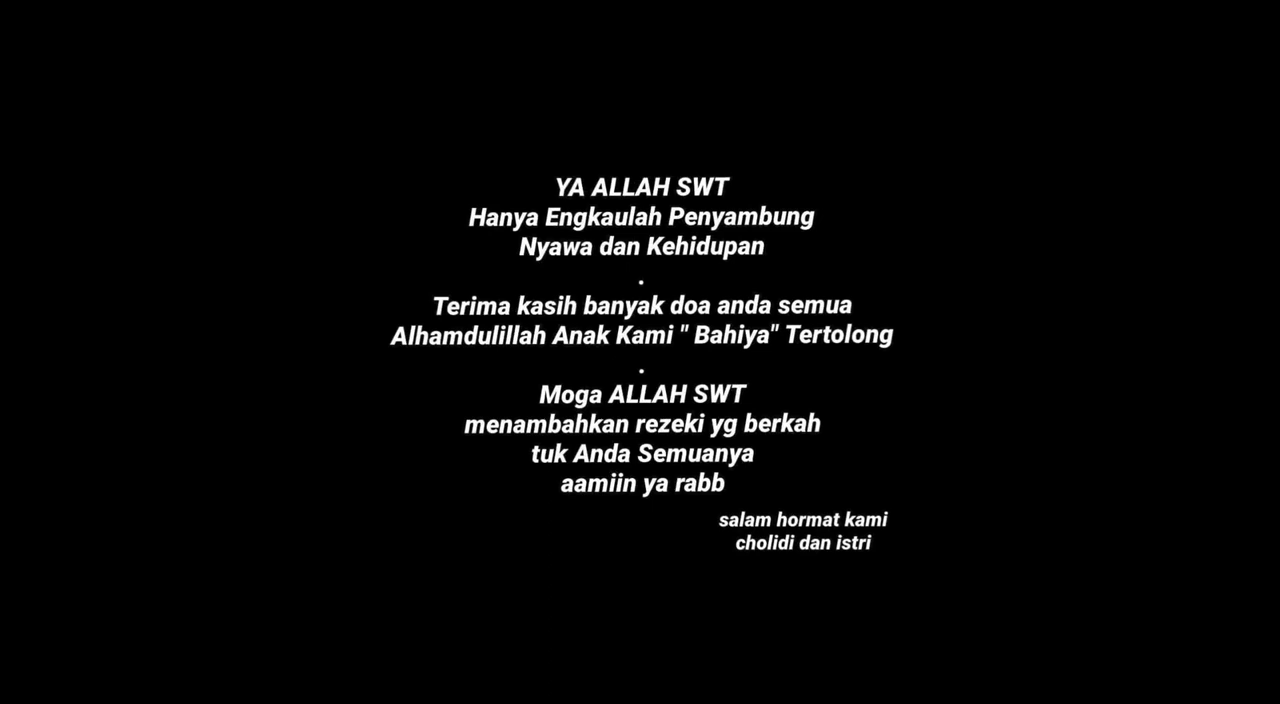 YA ALLAH SWT
Hanya Engkaulah Penyambung
Nyawa dan Kehidupan
.
Terima kasih banyak doa anda semua
Alhamdulillah Anak Kami " Bahiya" Tertolong
.
Moga ALLAH SWT
menambahkan rezeki yg berkah
tuk Anda Semuanya
aamiin ya rabb
salam hormat kami
cholidi dan istri